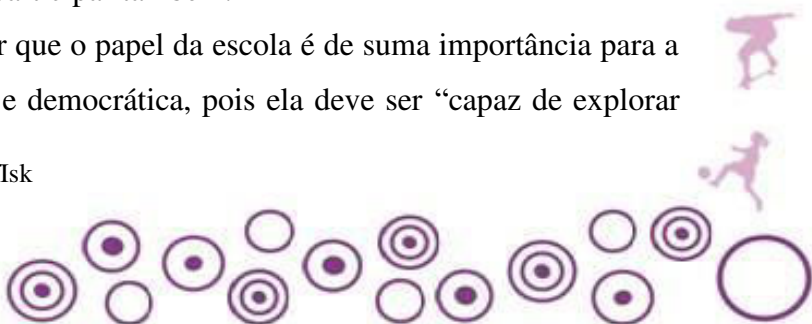 r que o papel da escola é de suma importância para a
e democrática, pois ela deve ser “capaz de explorar
Isk